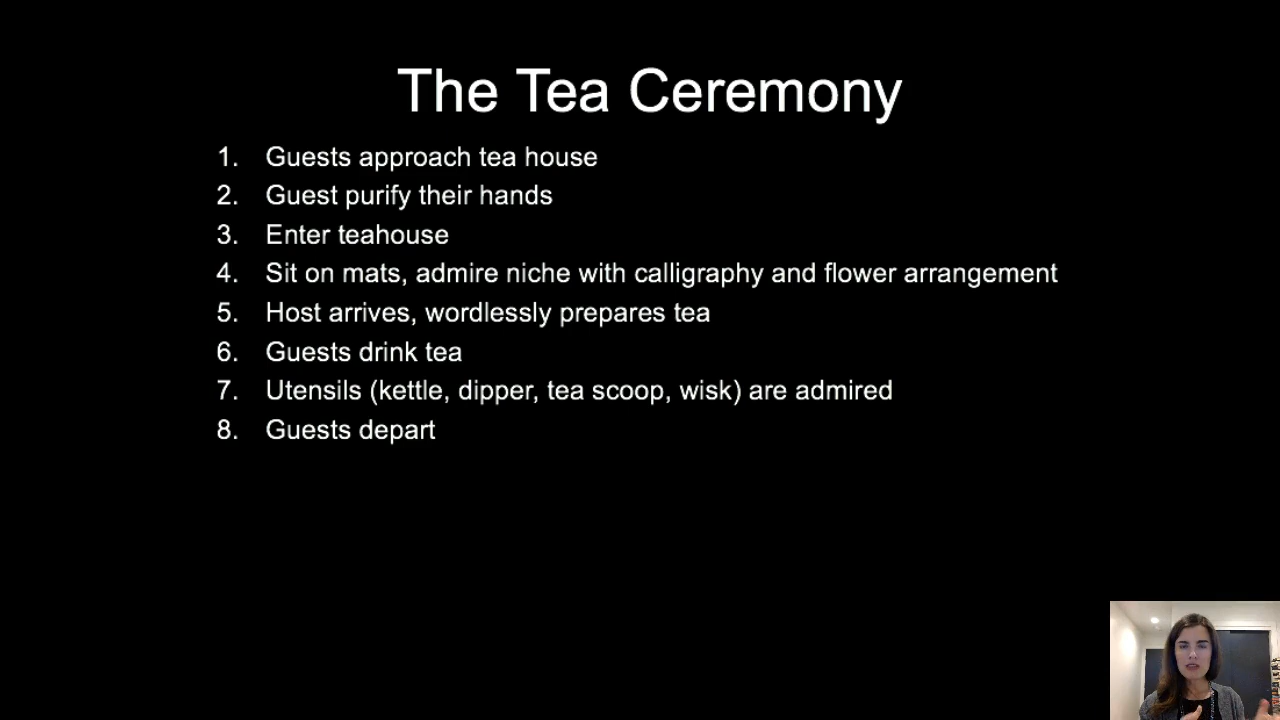 The Tea Ceremony
1. Guests approach tea house
2. Guest purify their hands
3. Enter teahouse
4. Sit on mats, admire niche with calligraphy and flower arrangement
5. Host arrives, wordlessly prepares tea
6. Guests drink tea
7. Utensils (kettle, dipper, tea scoop, wisk) are admired
8. Guests depart